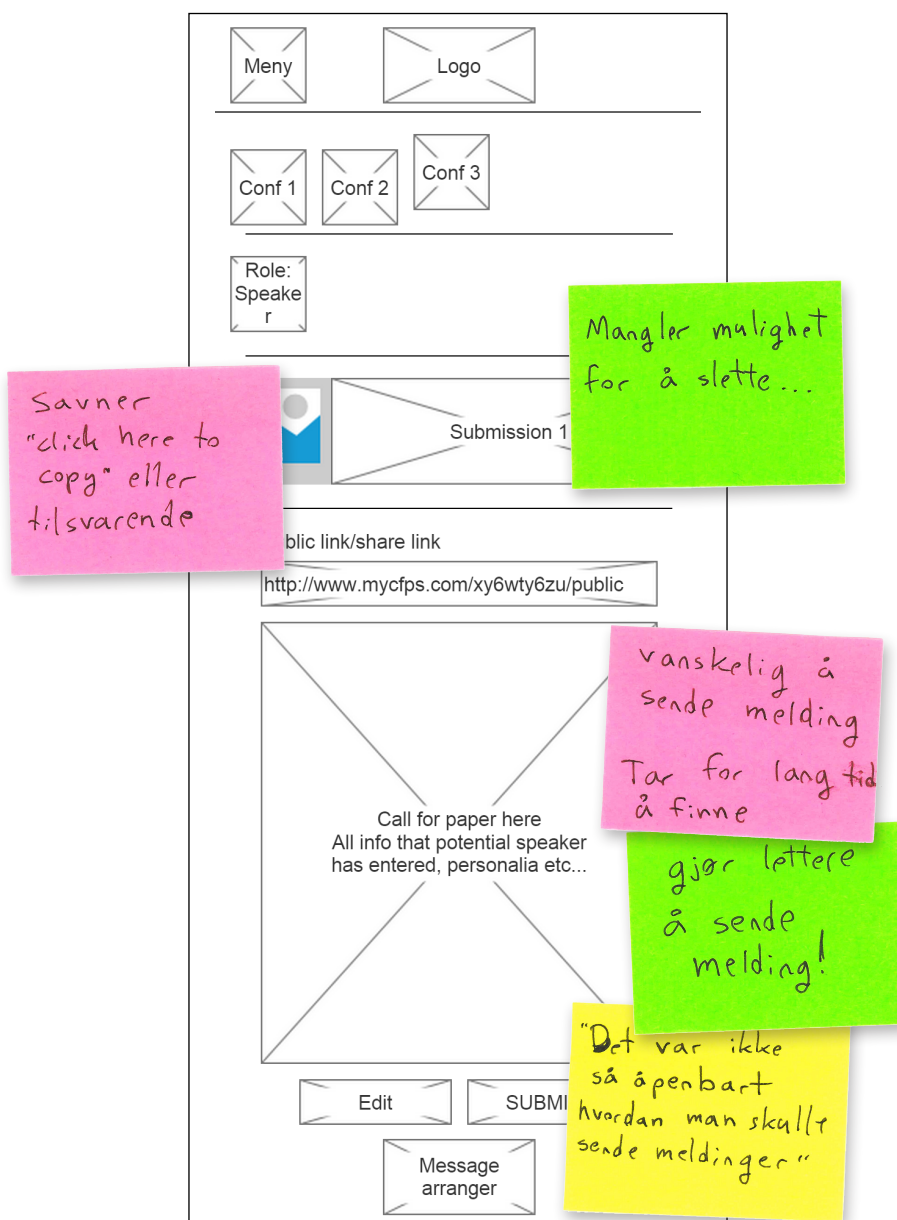 Meny
Logo
Conf 1
Conf 2
Conf 3
Role:
Speake
r
Mangler mulighet
for å slette...
Savner
"click here to
copy" eller
tilsvarende
Submission 1
blic link/share link
http://www.mycfps.com/xy6wty6zu/public
vanskelig å
sende melding
Tar for lang tid
å finne
Call for paper here
All info that potential speaker
has entered, personalia etc...
gjør lettere
å sende
melding!
"Det var ikke
så åpenbart
hvordan man skulle
sende meldinger"
Edit
SUBMI
Message
arranger